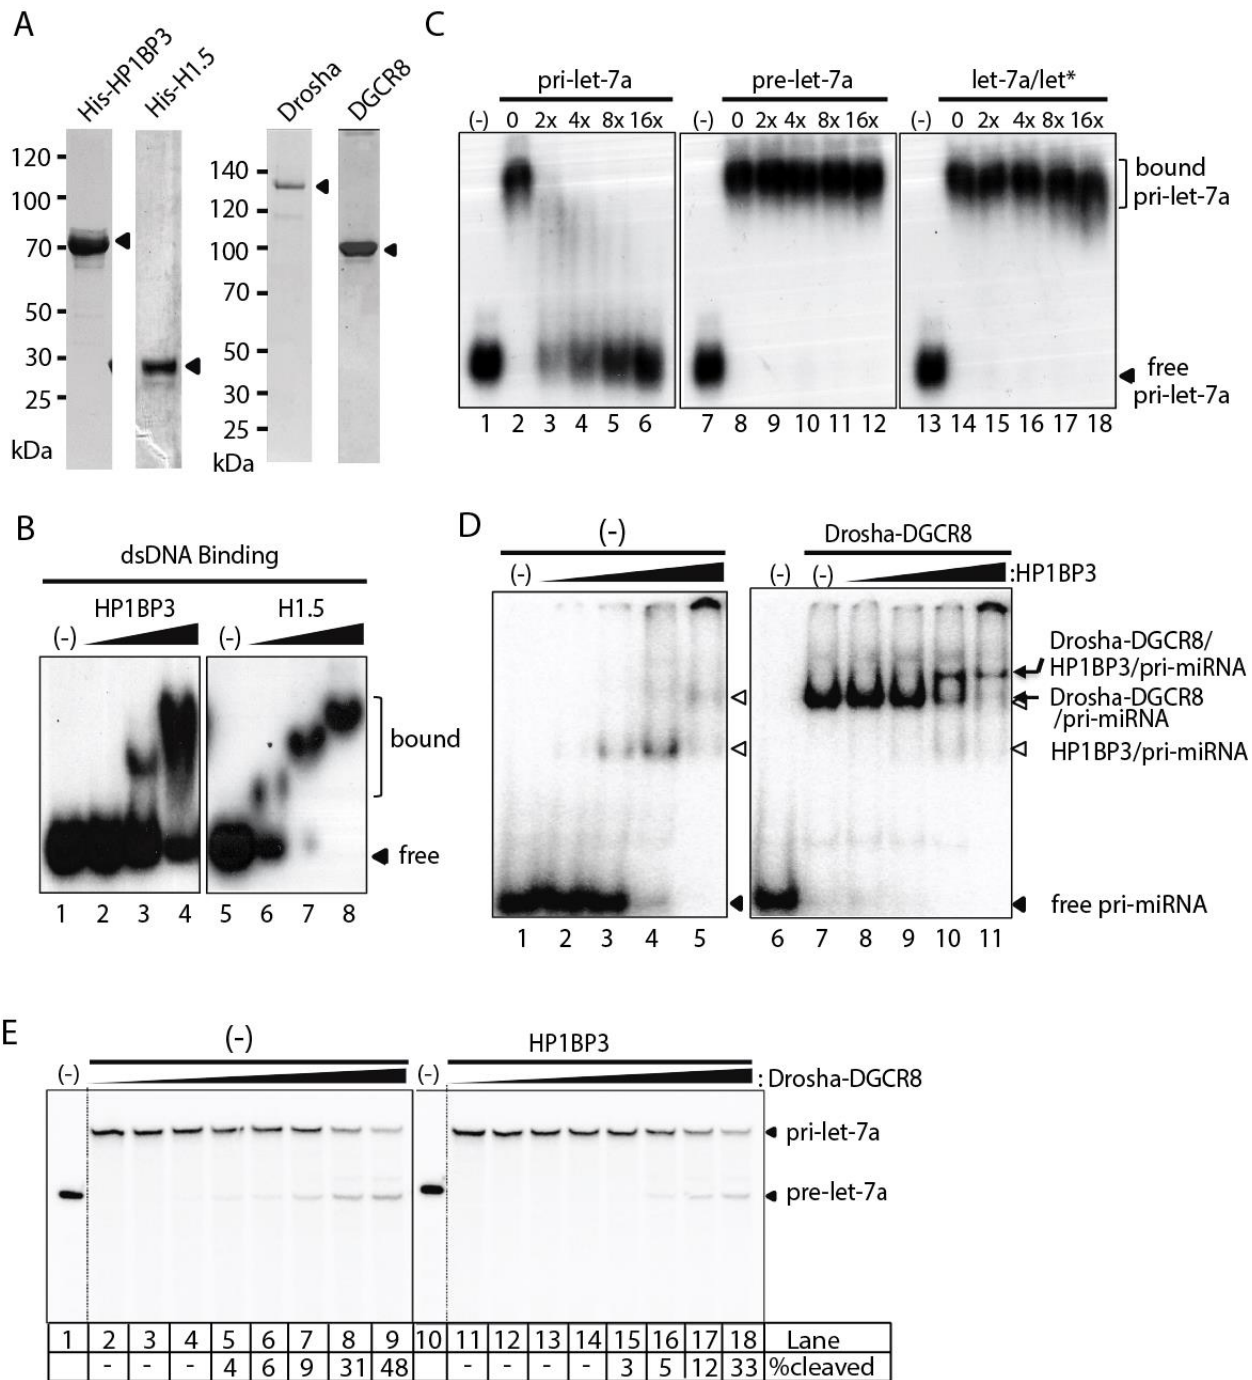 A
His-HP1BP3
His-H1.5
Drosha
DGCR8
120
100
70
50
30
25
kDa
140
120
100
70
50
30
25
kDa
C
pri-let-7a
pre-let-7a
let-7a/let*
(-) 0 2x 4x 8x 16x
(-) 0 2x 4x 8x 16x
(-) 0 2x 4x 8x 16x
bound
pri-let-7a
free
pri-let-7a
1 2 3 4 5 6
7 8 9 10 11 12
13 14 15 16 17 18
B
dsDNA Binding
HP1BP3
H1.5
(-)
(-)
bound
free
1 2 3 4
5 6 7 8
D
(-)
Drosha-DGCR8
(-)
(-) (-)
:HP1BP3
Drosha-DGCR8/
HP1BP3/pri-miRNA
Drosha-DGCR8
/pri-miRNA
HP1BP3/pri-miRNA
free pri-miRNA
1 2 3 4 5
6 7 8 9 10 11
E
(-)
HP1BP3
(-)
(-)
: Drosha-DGCR8
pri-let-7a
pre-let-7a
1 2 3 4 5 6 7 8 9 10 11 12 13 14 15 16 17 18 Lane
- - - 4 6 9 31 48 - - - - 3 5 12 33 %cleaved